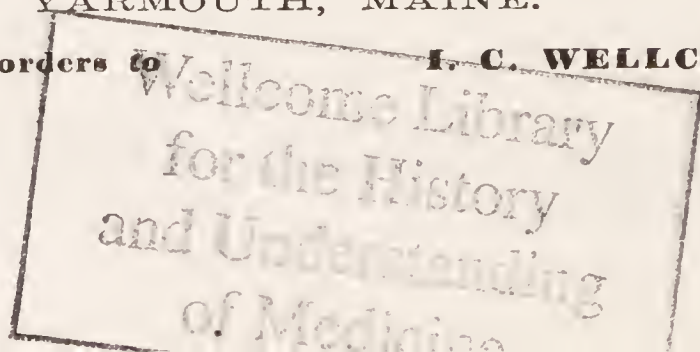 YARMOUTH, MAINE.
orders to I. C. WELLC
Wellcome Library
for the History
and Understanding
of Medicine